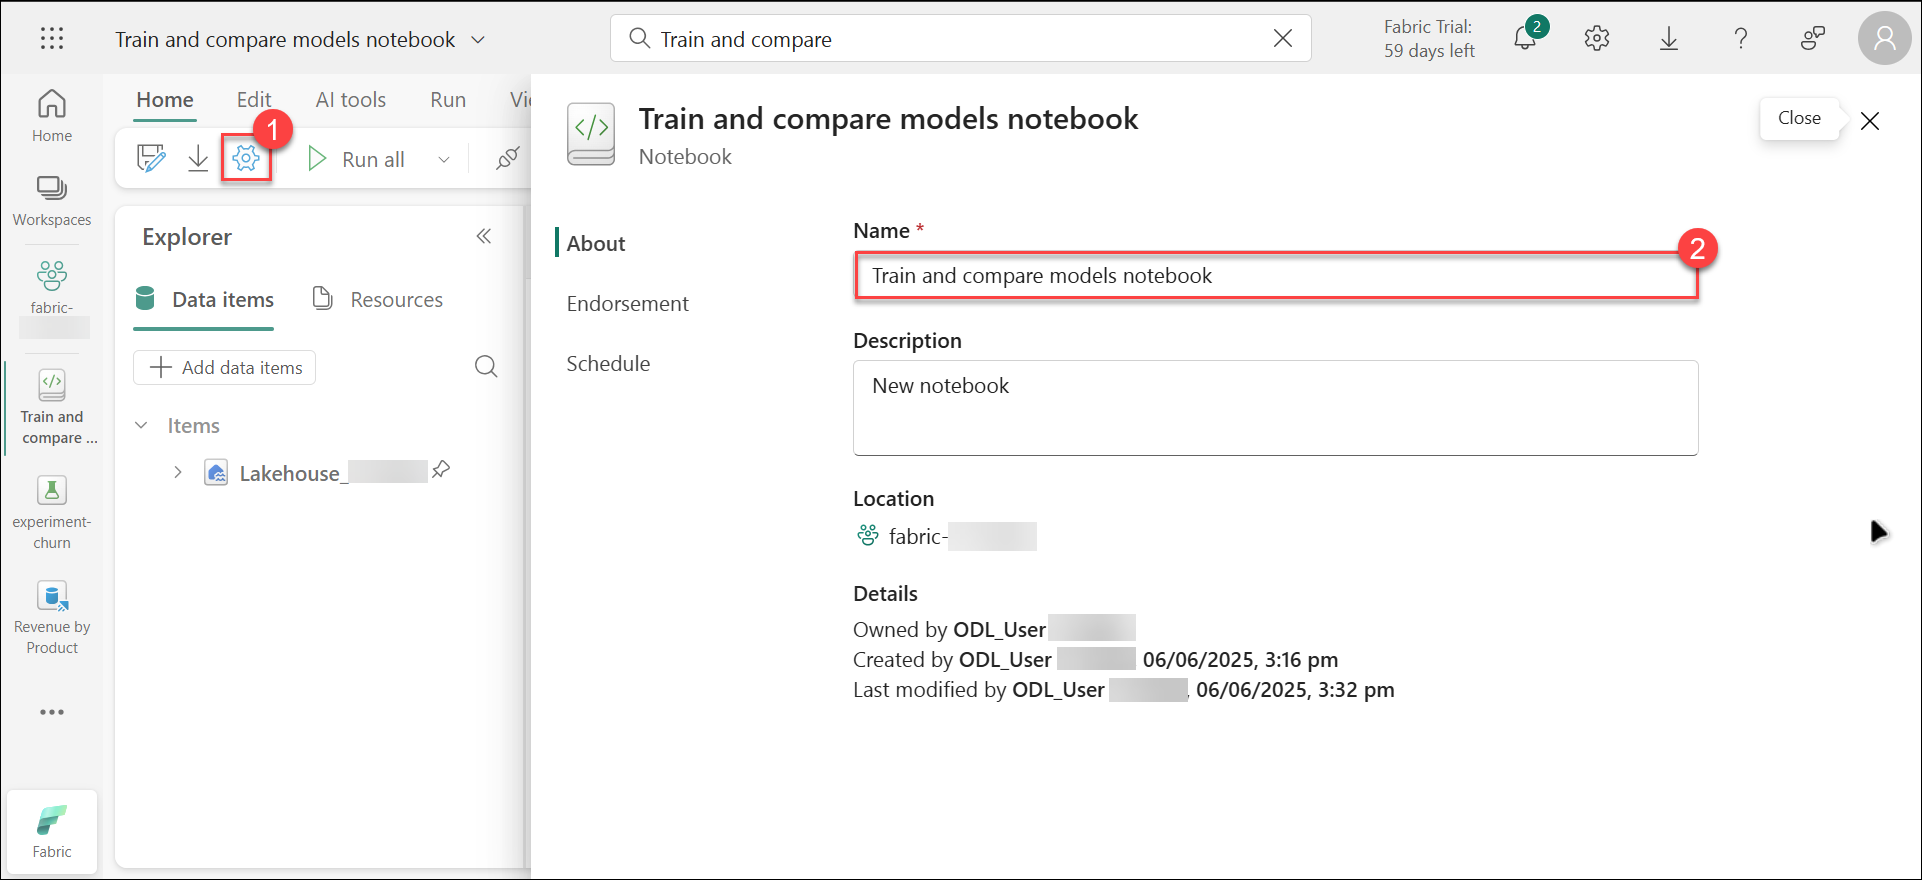 Train and compare models notebook
Train and compare
Fabric Trial:
59 days left
2
Home
Edit
AI tools
Run
1
Run all
Home
Workspaces
fabric-
Train and
compare ...
experiment-
churn
Revenue by
Product
Fabric
Explorer
Data items
Resources
Add data items
Items
Lakehouse_
Train and compare models notebook
Notebook
Close
About
Endorsement
Schedule
Name *
2
Train and compare models notebook
Description
New notebook
Location
fabric-
Details
Owned by ODL_User
Created by ODL_User 06/06/2025, 3:16 pm
Last modified by ODL_User , 06/06/2025, 3:32 pm